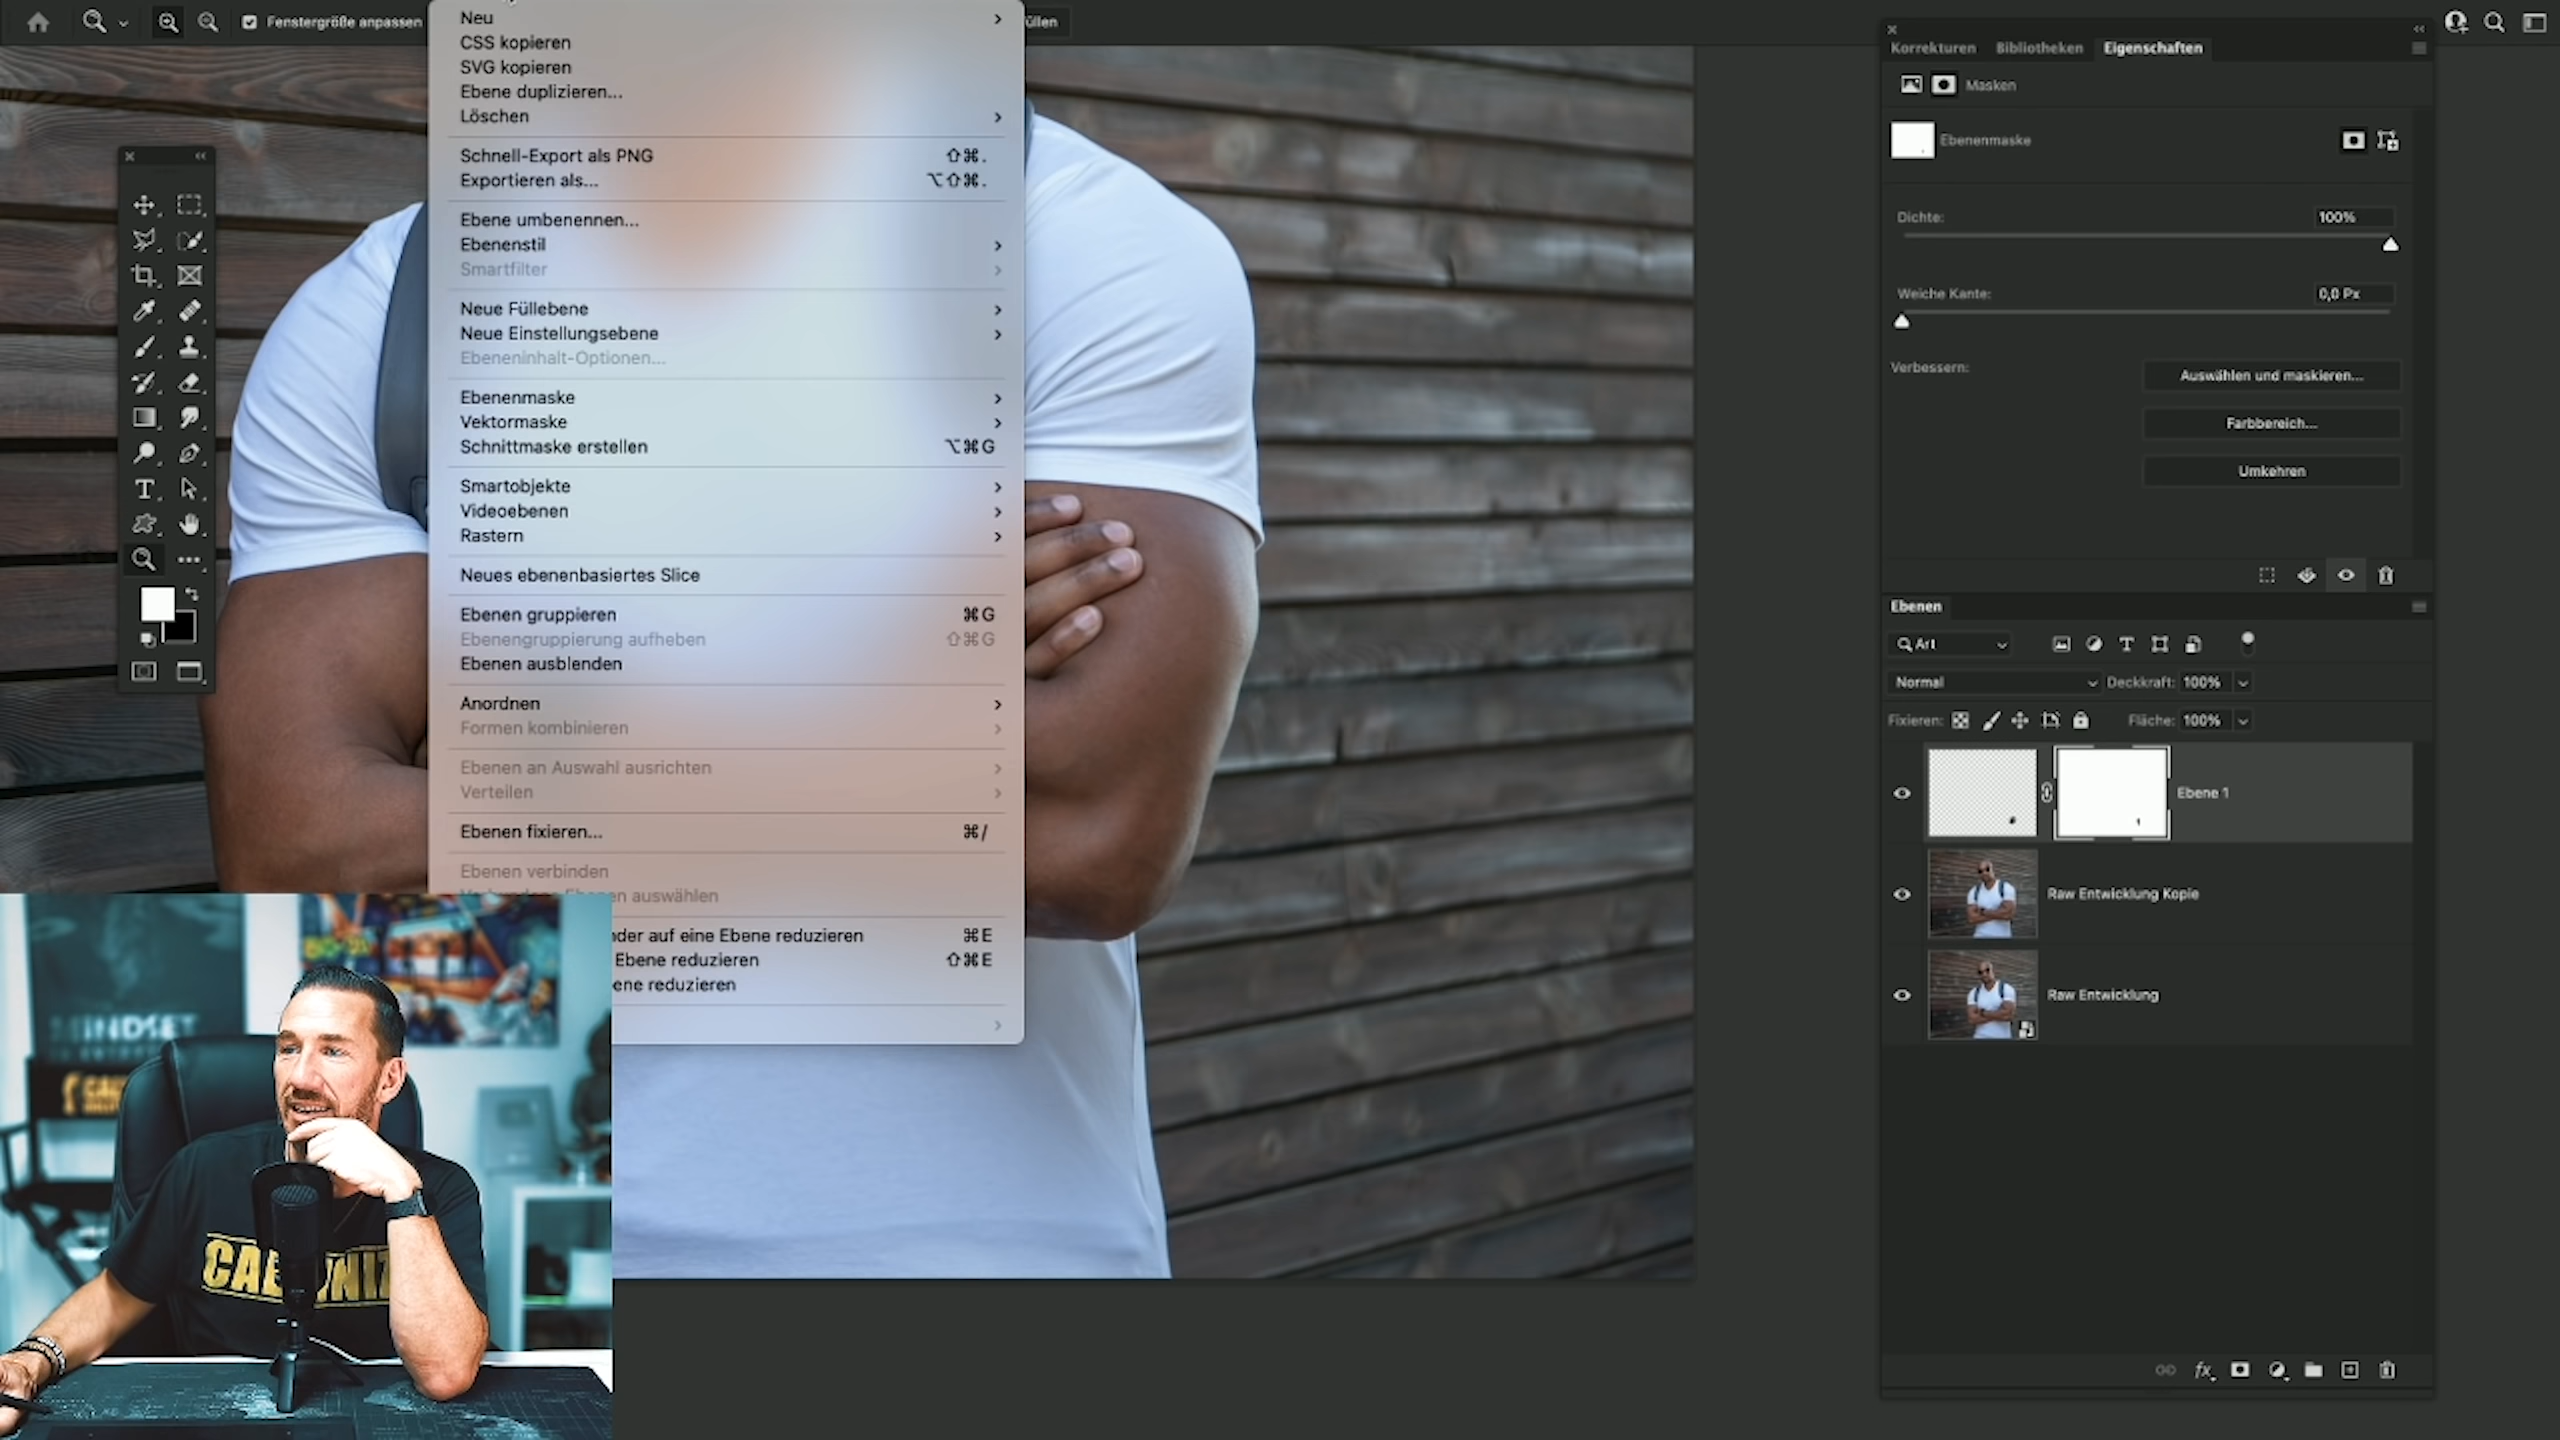 Fenstergröße anpassen
Neu
CSS kopieren
SVG kopieren
Ebene duplizieren...
Löschen
Schnell-Export als PNG ⇧⌘.
Exportieren als... ⌥⇧⌘.
Ebene umbenennen...
Ebenenstil
Smartfilter
Neue Füllebene
Neue Einstellungsebene
Ebeneninhalt-Optionen...
Ebenenmaske
Vektormaske
Schnittmaske erstellen ⌥⌘G
Smartobjekte
Videoebenen
Rastern
Neues ebenenbasiertes Slice
Ebenen gruppieren ⌘G
Ebenengruppierung aufheben ⇧⌘G
Ebenen ausblenden
Anordnen
Formen kombinieren
Ebenen an Auswahl ausrichten
Verteilen
Ebenen fixieren... ⌘/
Ebenen verbinden
auswählen
nder auf eine Ebene reduzieren ⌘E
Ebene reduzieren ⇧⌘E
ene reduzieren
üllen
Korrekturen Bibliotheken Eigenschaften
Masken
Ebenenmaske
Dichte: 100%
Weiche Kante: 0,0 Px
Verbessern: Auswählen und maskieren...
Farbbereich...
Umkehren
Ebenen
Art
Normal Deckkraft: 100%
Fixieren: Fläche: 100%
Ebene 1
Raw Entwicklung Kopie
Raw Entwicklung
MINDSET